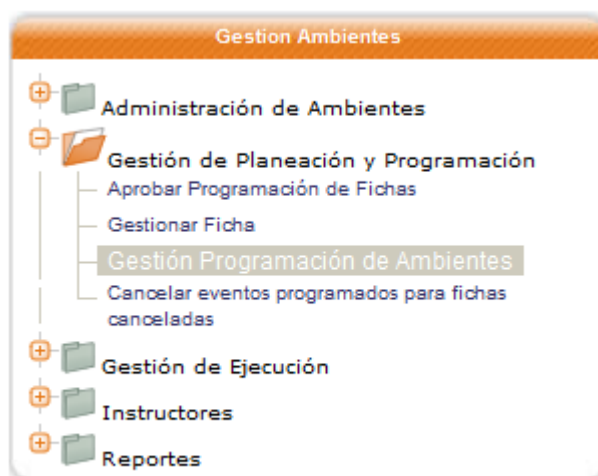 Gestion Ambientes
Administración de Ambientes
Gestión de Planeación y Programación
Aprobar Programación de Fichas
Gestionar Ficha
Gestión Programación de Ambientes
Cancelar eventos programados para fichas
canceladas
Gestión de Ejecución
Instructores
Reportes